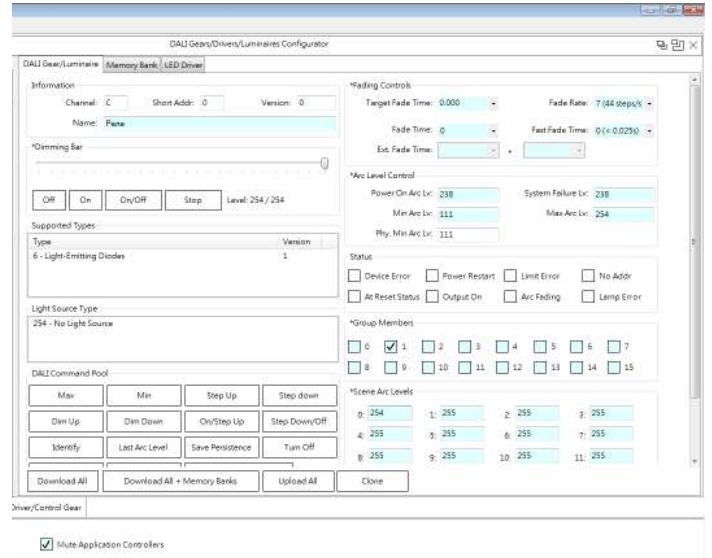 DALI Gears/Drivers/Luminaires Configurator
DALI Gear/Luminaire Memory Bank LED Driver
Information
Channel: C Short Addr: 0 Version: 0
Name: Реле
*Dimming Bar
Off On On/Off Stop Level: 254 / 254
Supported Types
Type Version
6 - Light-Emitting Diodes 1
Light Source Type
254 - No Light Source
DALI Command Pool
Max Min Step Up Step down
Dim Up Dim Down On/Step Up Step Down/Off
Identify Last Arc Level Save Persistence Turn Off
*Fading Controls
Target Fade Time: 0.000 Fade Rate: 7 (44 steps/s
Fade Time: 0 Fast Fade Time: 0 (< 0.025s)
Ext. Fade Time: *
*Arc Level Control
Power On Arc Lv: 238 System Failure Lv: 238
Min Arc Lv: 111 Max Arc Lv: 254
Phy. Min Arc Lv: 111
Status
Device Error Power Restart Limit Error No Addr
At Reset Status Output On Arc Fading Lamp Error
*Group Members
0 1 2 3 4 5 6 7
8 9 10 11 12 13 14 15
*Scene Arc Levels
0: 254 1: 255 2: 255 3: 255
4: 255 5: 255 6: 255 7: 255
8: 255 9: 255 10: 255 11: 255
Download All Download All + Memory Banks Upload All Clone
Driver/Control Gear
Mute Application Controllers